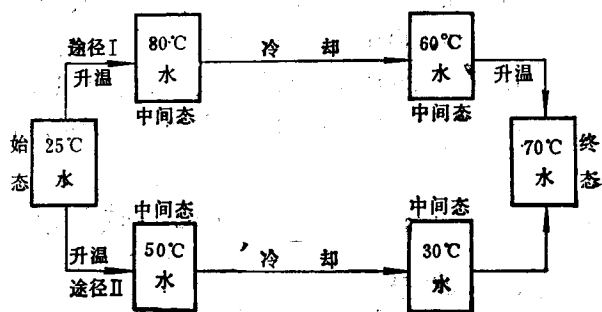 途径Ⅰ
升温
80℃
水
中间态
冷却
60℃
水
中间态
升温
始态
25℃
水
70℃
水
终态
升温
途径Ⅱ
中间态
50℃
水
冷却
中间态
30℃
水